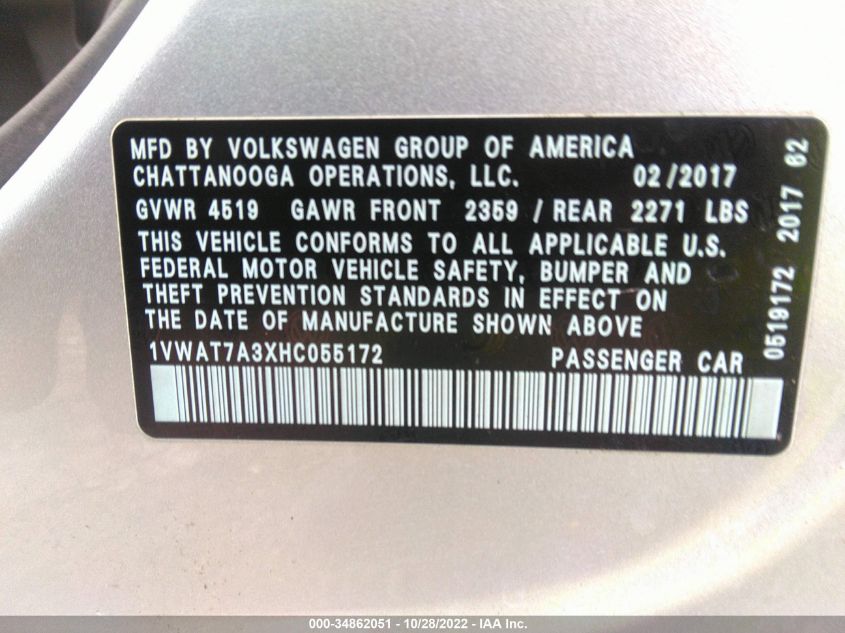 MFD BY VOLKSWAGEN GROUP OF AMERICA
CHATTANOOGA OPERATIONS, LLC. 02/2017
GVWR 4519 GAWR FRONT 2359 / REAR 2271 LBS
THIS VEHICLE CONFORMS TO ALL APPLICABLE U.S.
FEDERAL MOTOR VEHICLE SAFETY, BUMPER AND
THEFT PREVENTION STANDARDS IN EFFECT ON
THE DATE OF MANUFACTURE SHOWN ABOVE
1VWAT7A3XHC055172 PASSENGER CAR
0519172 2017 62
000-34862051 - 10/28/2022 - IAA Inc.